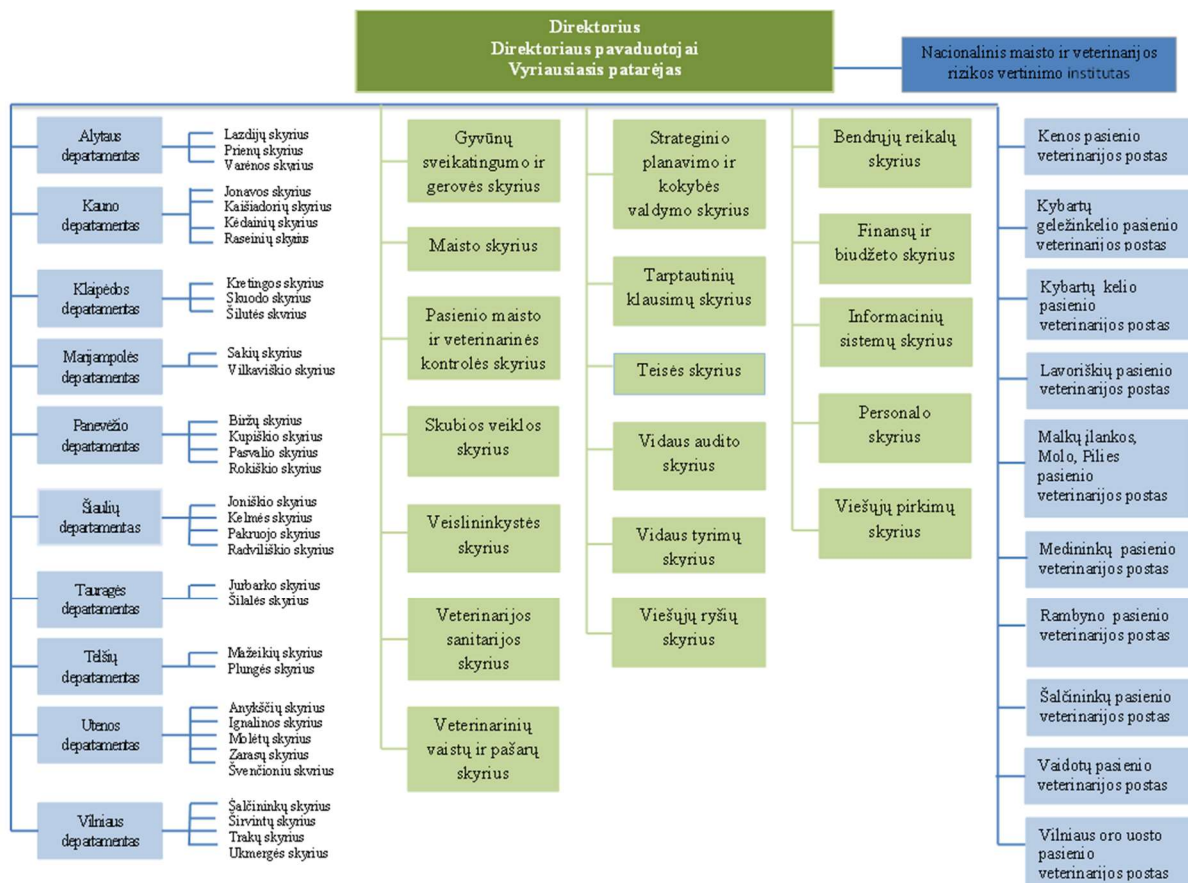 Direktorius
Direktoriaus pavaduotojai
Vyriausiasis patarėjas
Nacionalinis maisto ir veterinarijos
rizikos vertinimo institutas
Alytaus
departamentas
Lazdijų skyrius
Prienų skyrius
Varėnos skyrius
Kauno
departamentas
Jonavos skyrius
Kaišiadorių skyrius
Kėdainių skyrius
Raseinių skyrius
Klaipėdos
departamentas
Kretingos skyrius
Skuodo skyrius
Šilutės skyrius
Marijampolės
departamentas
Sakių skyrius
Vilkaviškio skyrius
Panevėžio
departamentas
Biržų skyrius
Kupiškio skyrius
Pasvalio skyrius
Rokiškio skyrius
Šiaulių
departamentas
Joniškio skyrius
Kelmės skyrius
Pakruojo skyrius
Radviliškio skyrius
Tauragės
departamentas
Jurbarko skyrius
Šilalės skyrius
Telšių
departamentas
Mažeikių skyrius
Plungės skyrius
Utenos
departamentas
Anykščių skyrius
Ignalinos skyrius
Molėtų skyrius
Zarasų skyrius
Švenčioniu skyrius
Vilniaus
departamentas
Šalčininkų skyrius
Širvintų skyrius
Trakų skyrius
Ukmergės skyrius
Gyvūnų
sveikatingumo ir
gerovės skyrius
Maisto skyrius
Pasienio maisto
ir veterinarinės
kontrolės skyrius
Skubios veiklos
skyrius
Veislininkystės
skyrius
Veterinarijos
sanitarijos
skyrius
Veterinarinių
vaistų ir pašarų
skyrius
Strateginio
planavimo ir
kokybės
valdymo skyrius
Tarptautinių
klausimų skyrius
Teisės skyrius
Vidaus audito
skyrius
Vidaus tyrimų
skyrius
Viešųjų ryšių
skyrius
Bendrųjų reikalų
skyrius
Finansų ir
biudžeto skyrius
Informacinių
sistemų skyrius
Personalo
skyrius
Viešųjų pirkimų
skyrius
Kenos pasienio
veterinarijos postas
Kybartų
geležinkelio pasienio
veterinarijos postas
Kybartų kelio
pasienio
veterinarijos postas
Lavoriškių pasienio
veterinarijos postas
Malkų įlankos,
Molo, Pilies
pasienio
veterinarijos postas
Medininkų pasienio
veterinarijos postas
Rambyno pasienio
veterinarijos postas
Šalčininkų pasienio
veterinarijos postas
Vaidotų pasienio
veterinarijos postas
Vilniaus oro uosto
pasienio
veterinarijos postas